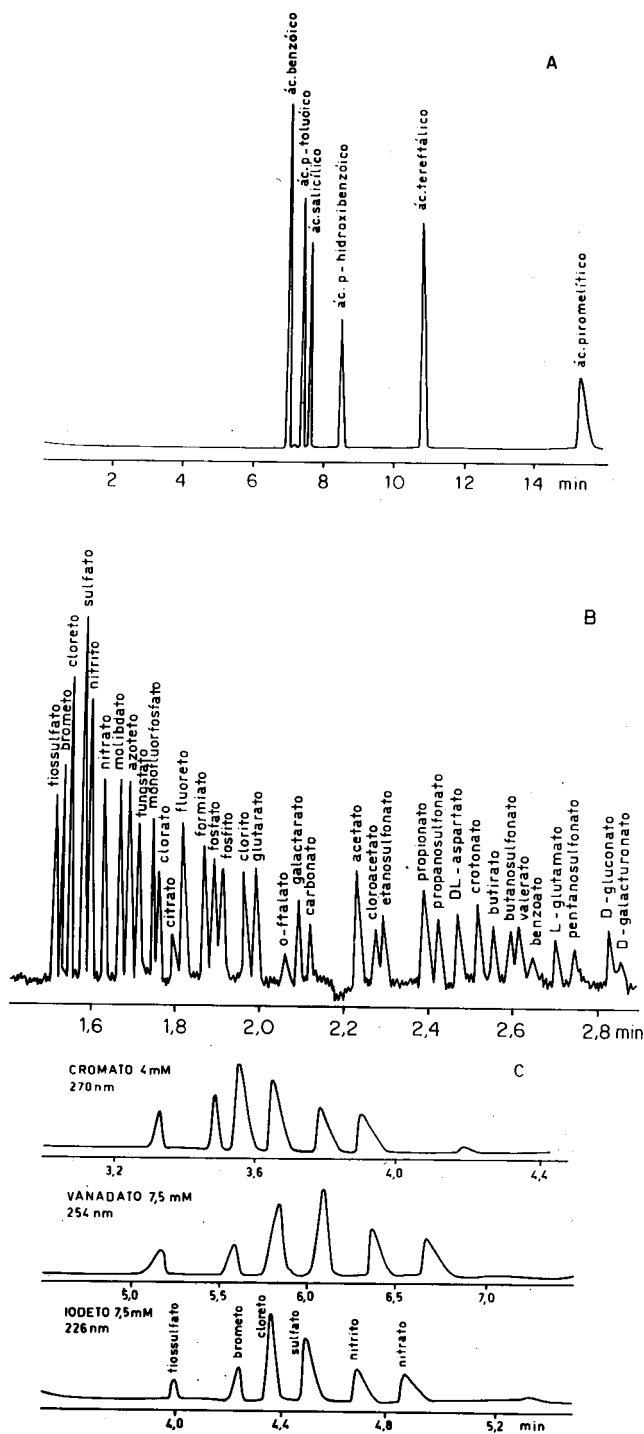 A
ác.benzóico
ác.p-toluóico
ác.salicílico
ác. p-hidroxibenzóico
ác.tereftálico
ác.piromelítico
2 4 6 8 10 12 14 min
B
tiossulfato
brometo
cloreto
sulfato
nitrito
nitrato
molibdato
azoteto
tungstato
monofluorfosfato
clorato
citrato
fluoreto
formiato
fosfato
fosfito
clorito
glutarato
o-ftalato
galactarato
carbonato
acetato
cloroacetato
etanosulfonato
propionato
propanosulfonato
DL-aspartato
crotonato
butirato
butanosulfonato
valerato
benzoato
L-glutamato
pentanosulfonato
D-gluconato
D-galacturonato
1,6 1,8 2,0 2,2 2,4 2,6 2,8 min
C
CROMATO 4mM
270nm
3,2 3,6 4,0 4,4
VANADATO 7,5 mM
254 nm
5,0 5,5 6,0 6,5 7,0
IODETO 7,5mM
226nm
tiossulfato
brometo
cloreto
sulfato
nitrito
nitrato
4,0 4,4 4,8 5,2 min